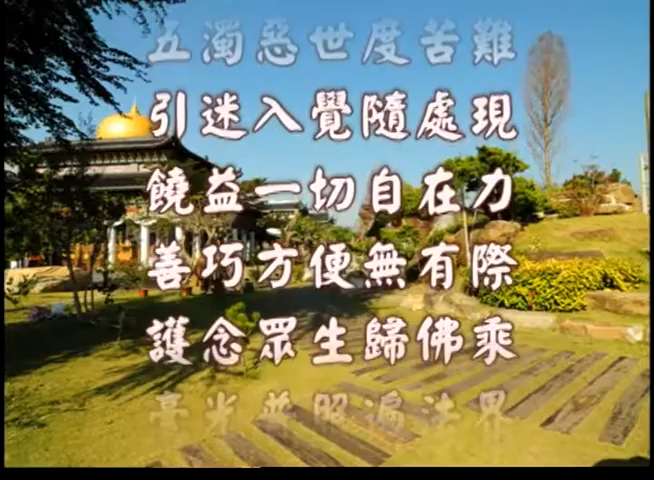 五濁惡世度苦難
引迷入覺隨處現
饒益一切自在力
善巧方便無有際
護念眾生歸佛乘
毫光普照遍法界